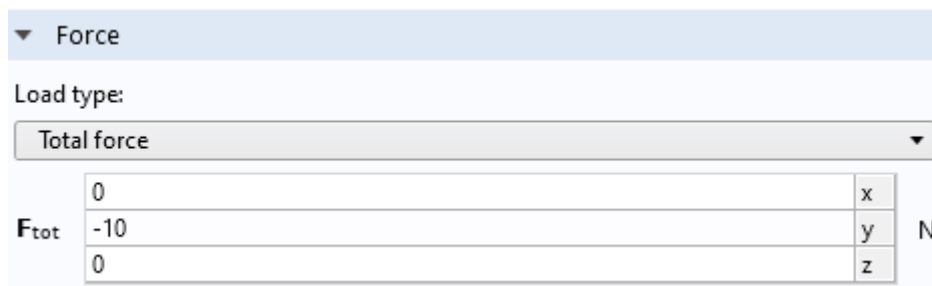 Force
Load type:
Total force
0 x
Ftot -10 y N
0 z